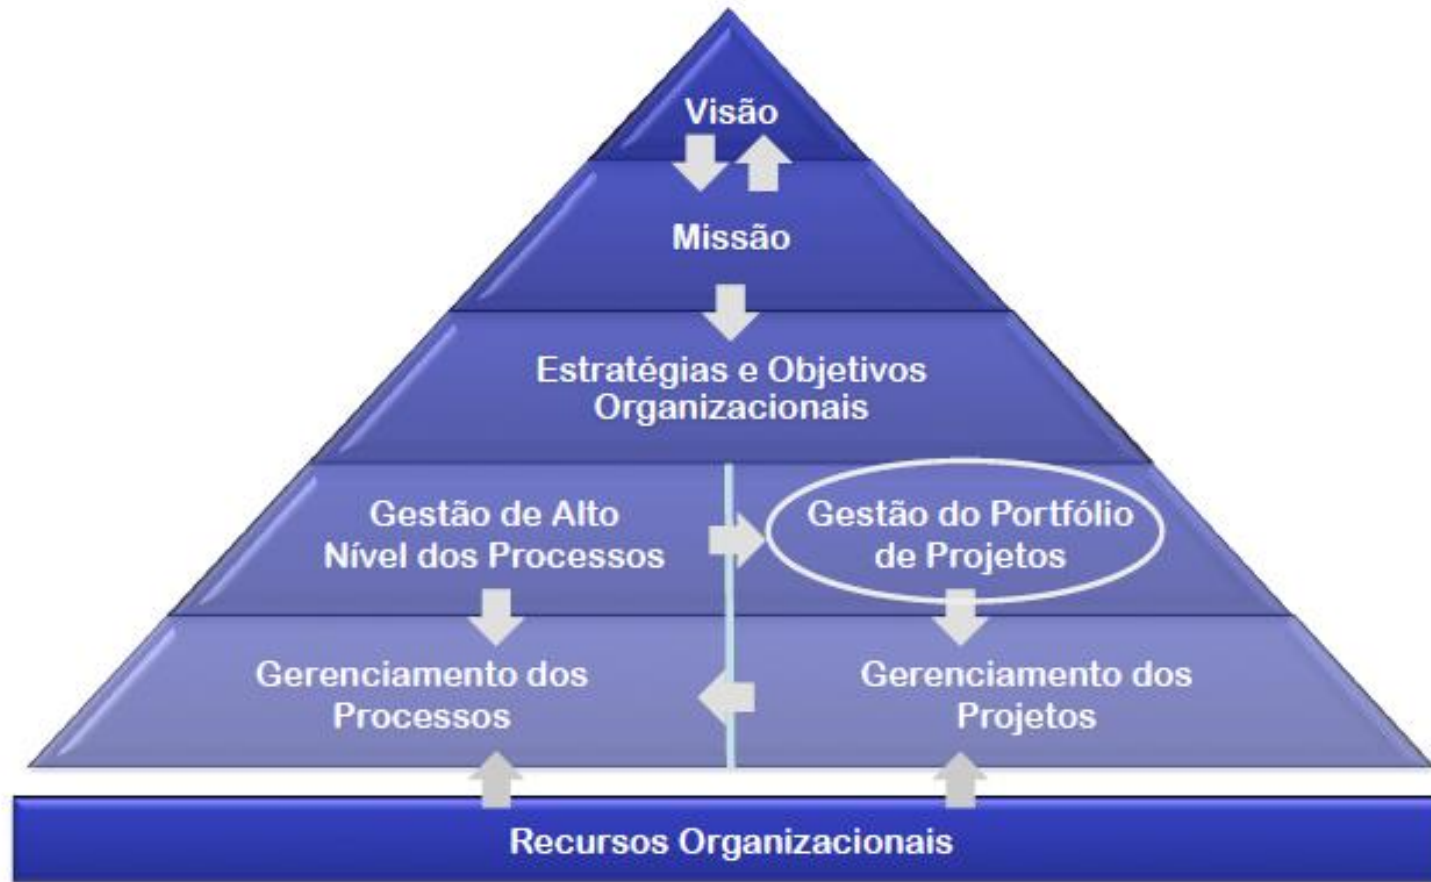 Visão
Missão
Estratégias e Objetivos
Organizacionais
Gestão de Alto
Nível dos Processos
Gestão do Portfólio
de Projetos
Gerenciamento dos
Processos
Gerenciamento dos
Projetos
Recursos Organizacionais